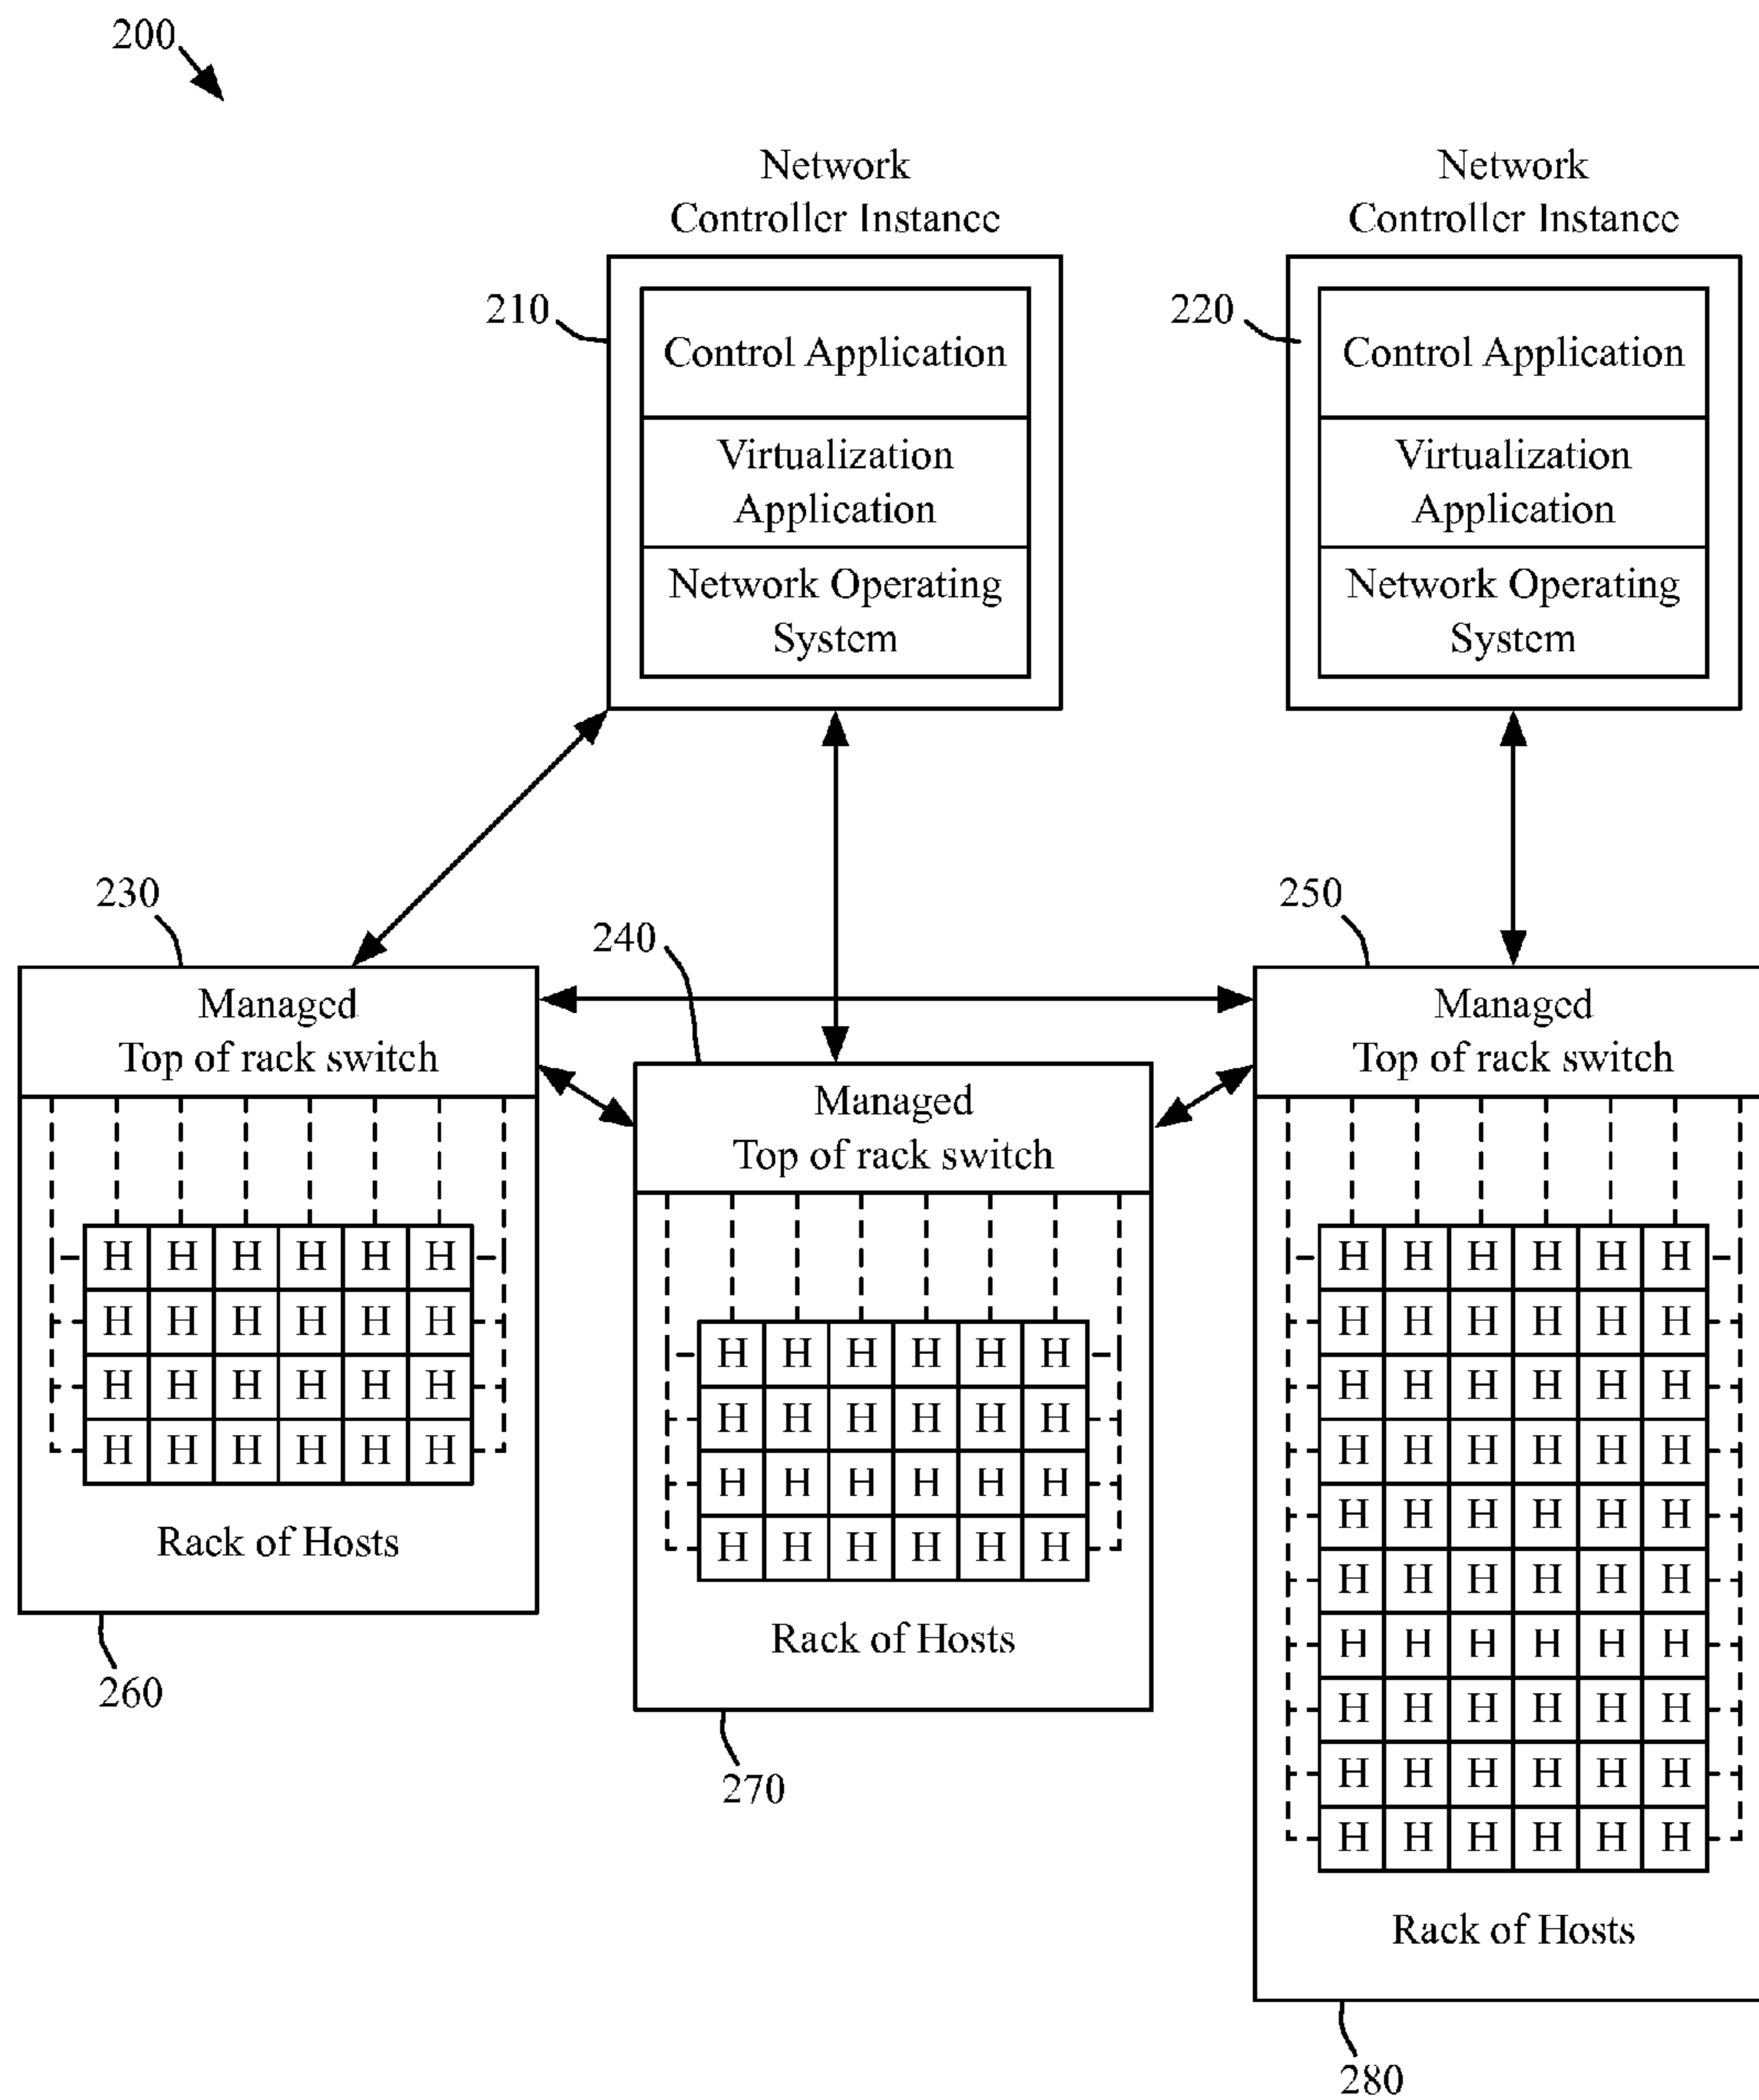 200
Network
Controller Instance
Network
Controller Instance
210
Control Application
Virtualization
Application
Network Operating
System
220
Control Application
Virtualization
Application
Network Operating
System
230
Managed
Top of rack switch
H H H H H H
H H H H H H
H H H H H H
H H H H H H
Rack of Hosts
260
240
Managed
Top of rack switch
H H H H H H
H H H H H H
H H H H H H
H H H H H H
Rack of Hosts
270
250
Managed
Top of rack switch
H H H H H H
H H H H H H
H H H H H H
H H H H H H
H H H H H H
H H H H H H
H H H H H H
H H H H H H
H H H H H H
H H H H H H
Rack of Hosts
280